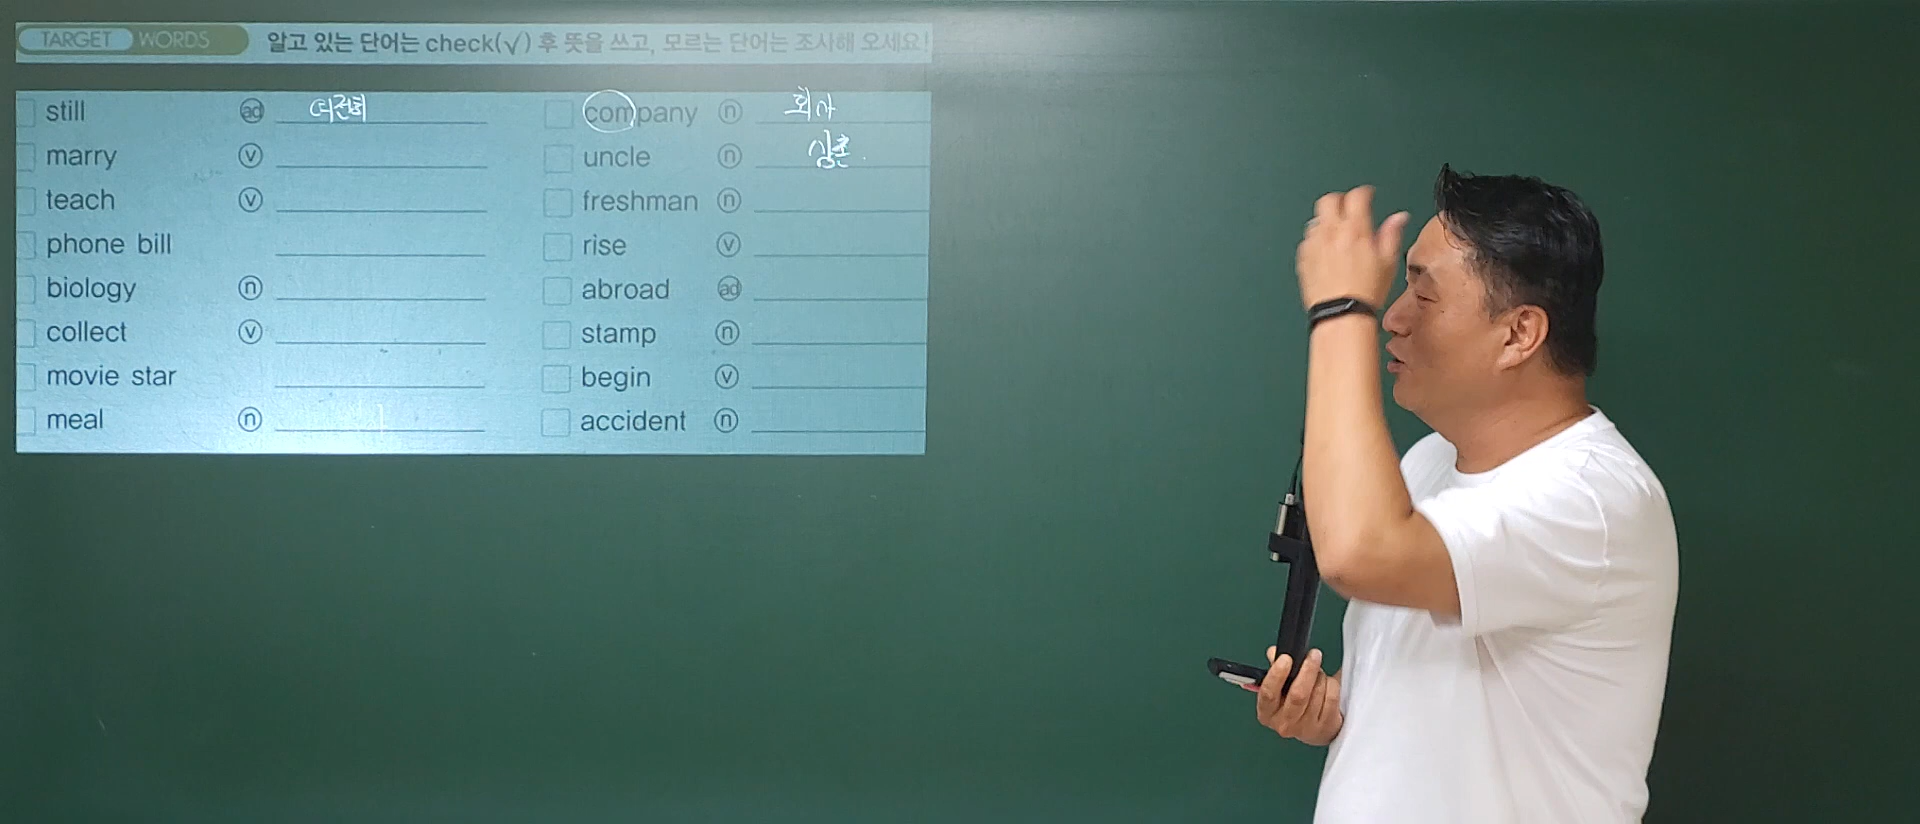 TARGET WORDS 알고 있는 단어는 check(√) 후 뜻을 쓰고, 모르는 단어는 조사해 오세요!
still ad 여전히
marry v
teach v
phone bill
biology n
collect v
movie star
meal n
company n 회사
uncle n 삼촌
freshman n
rise v
abroad ad
stamp n
begin v
accident n